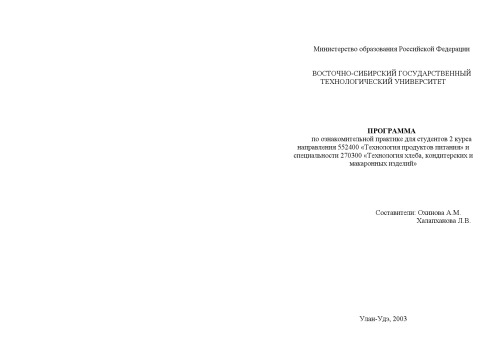 Министерство образования Российской Федерации
ВОСТОЧНО-СИБИРСКИЙ ГОСУДАРСТВЕННЫЙ
ТЕХНОЛОГИЧЕСКИЙ УНИВЕРСИТЕТ
ПРОГРАММА
по ознакомительной практике для студентов 2 курса
направления 552400 «Технология продуктов питания» и
специальности 270300 «Технология хлеба, кондитерских и
макаронных изделий»
Составители: Охинова А.М.
Халапханова Л.В.
Улан-Удэ, 2003